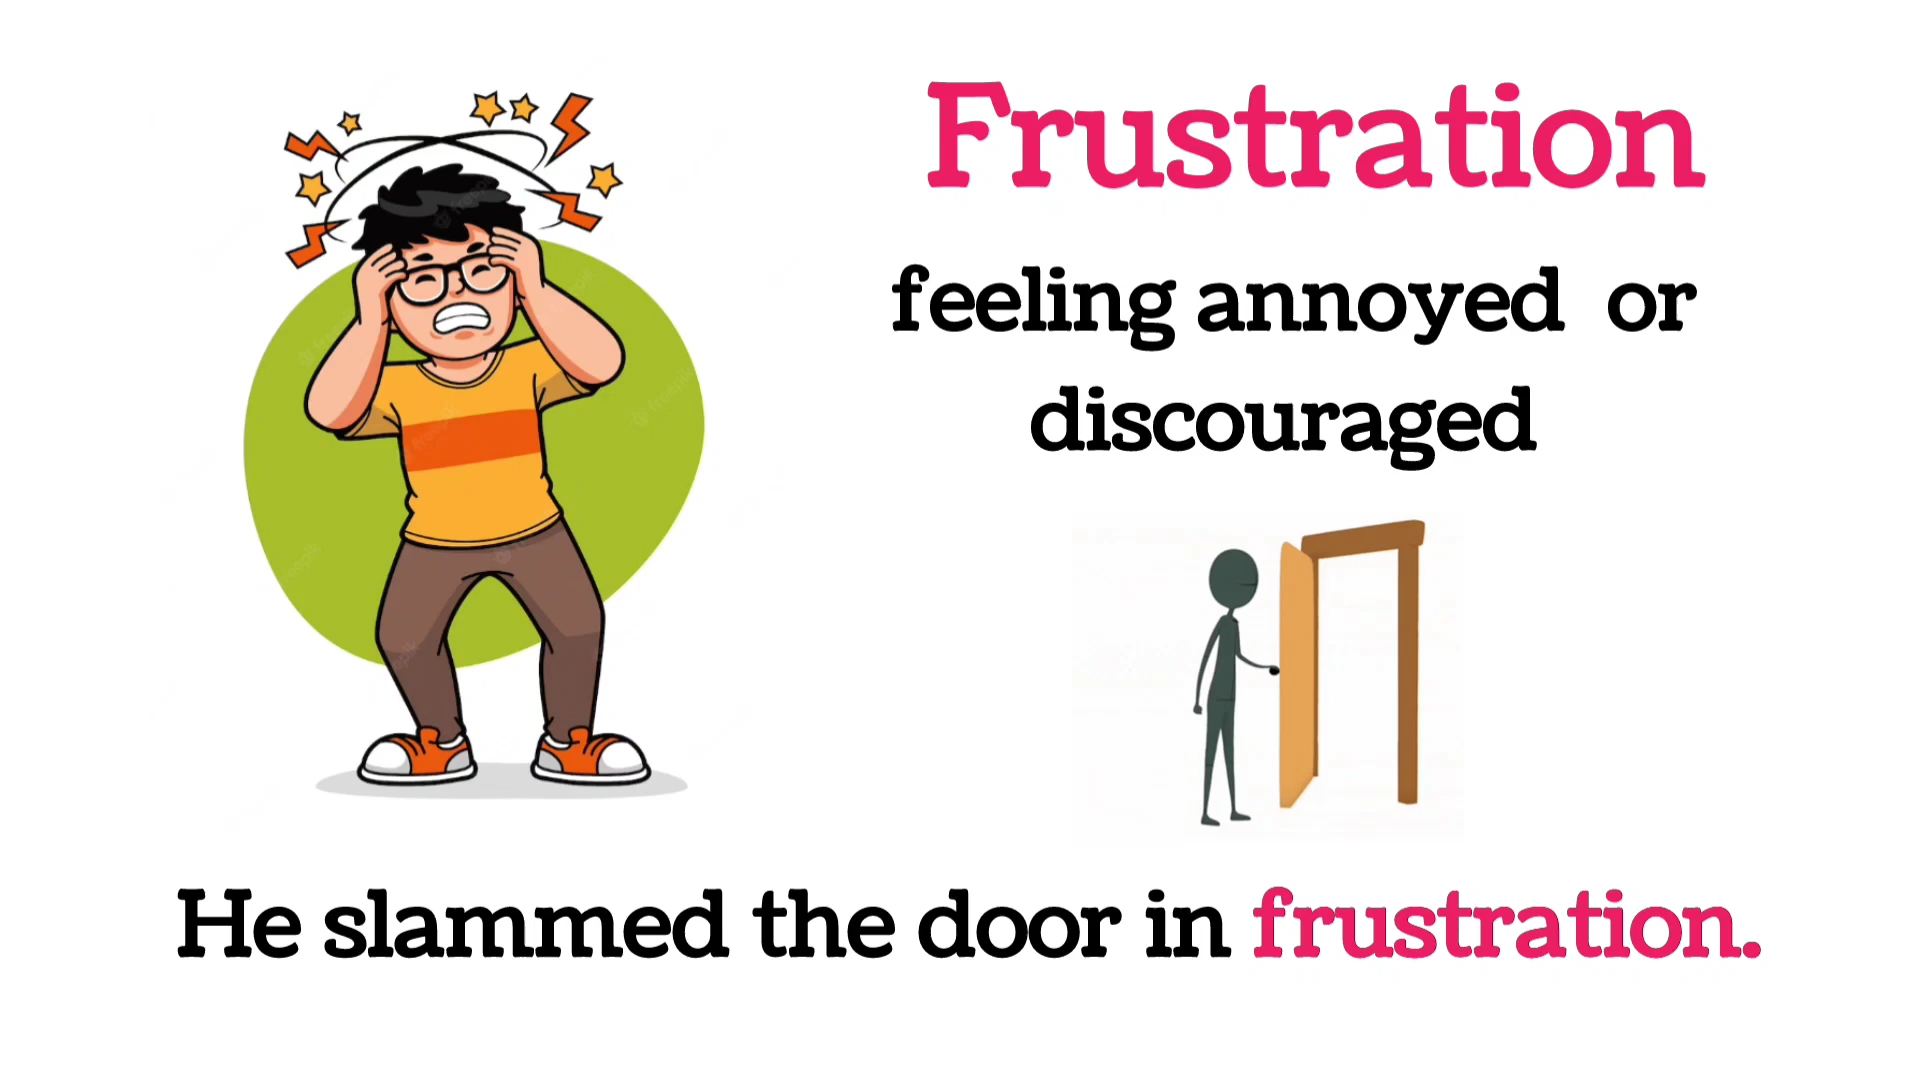 Frustration
feeling annoyed or
discouraged
He slammed the door in frustration.